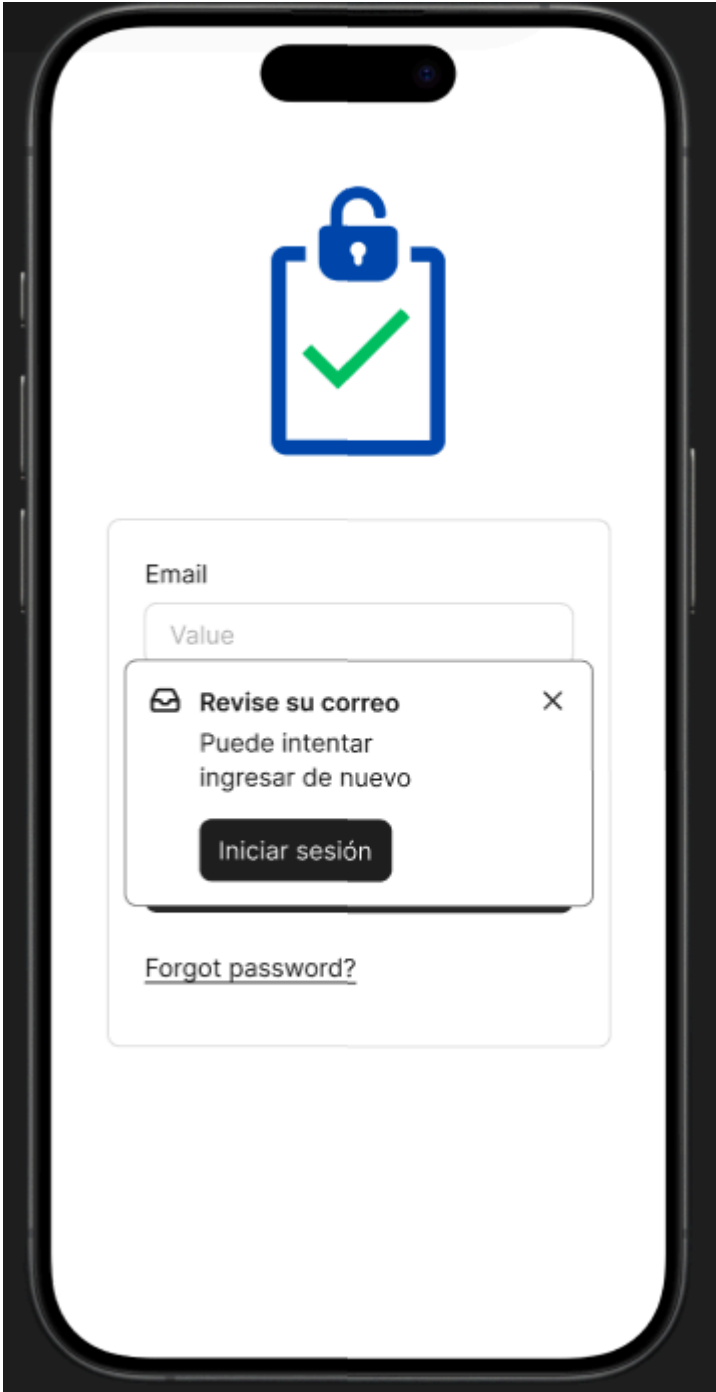 Email
Value
Revise su correo
Puede intentar
ingresar de nuevo
Iniciar sesión
Forgot password?